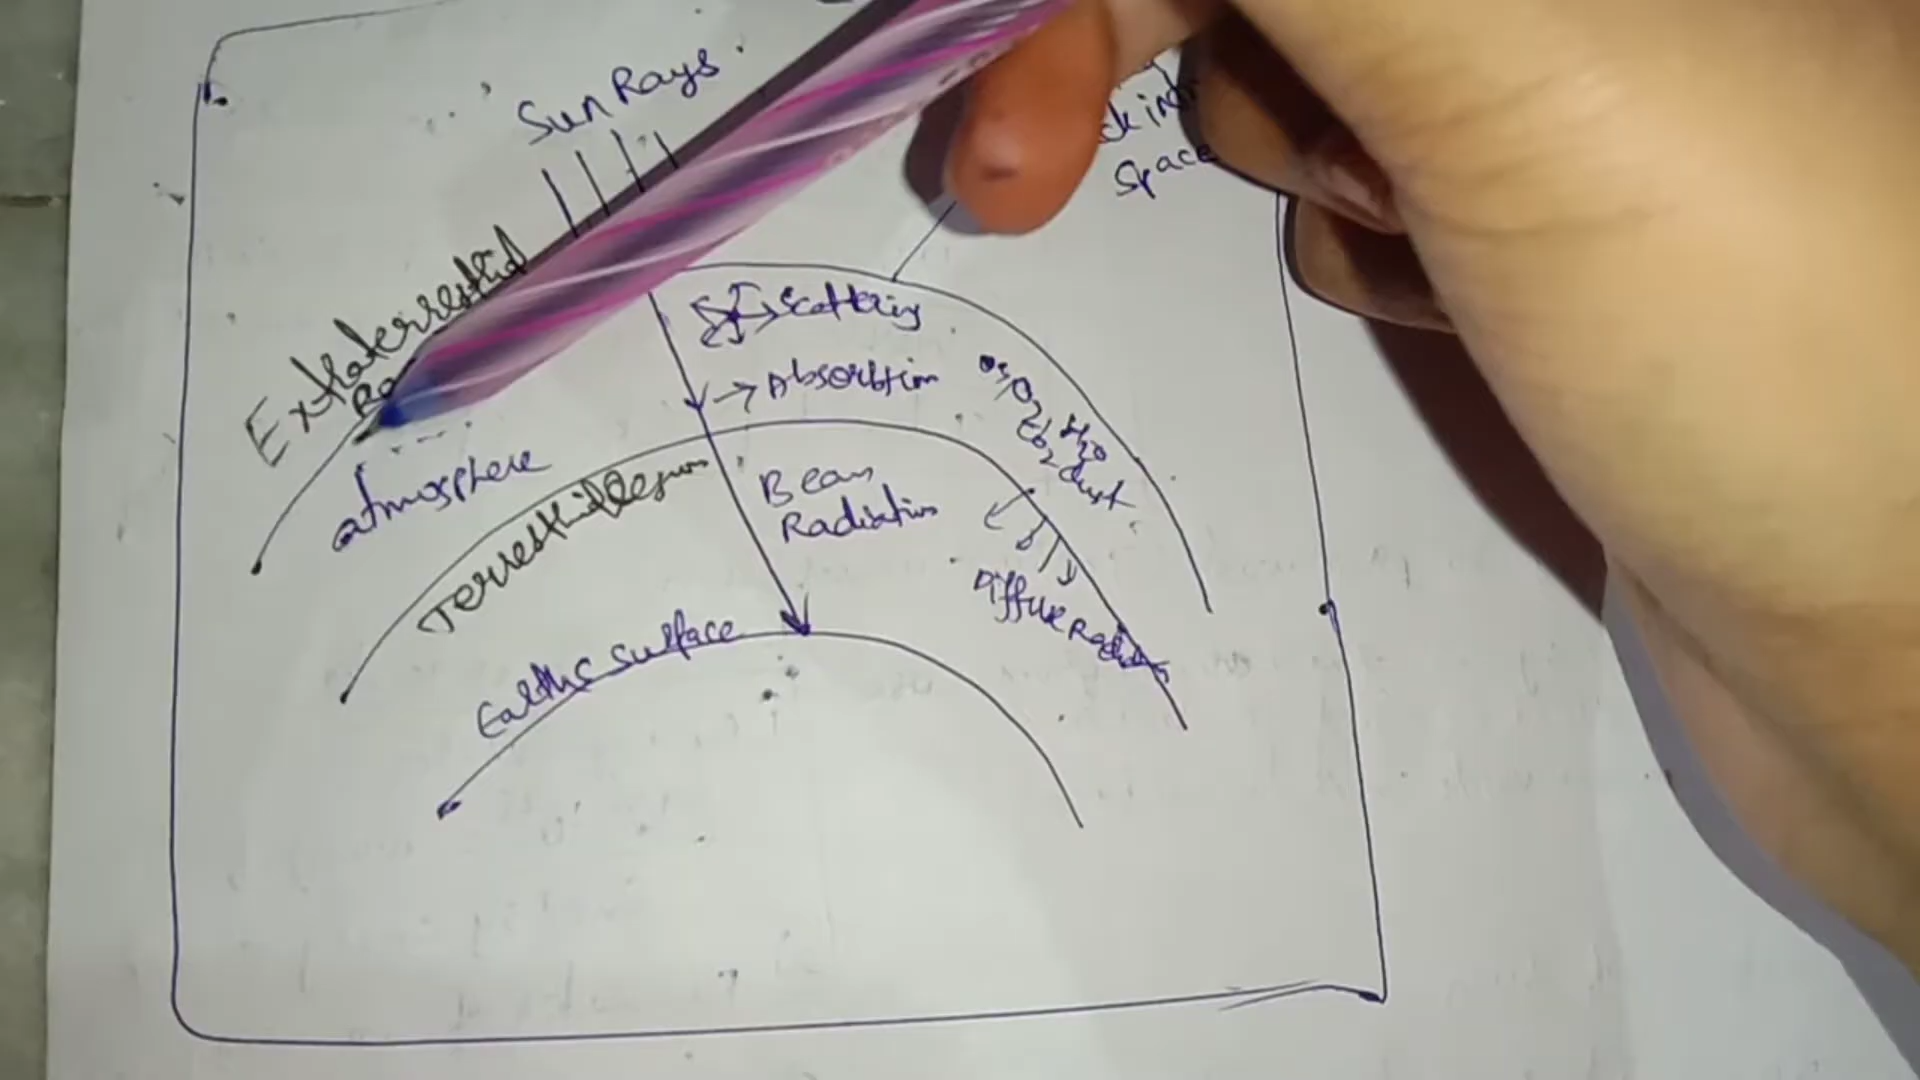 Sun Rays
Space
Extraterrestrial
Scattering
→ Absorbtion
O3, O2 H2O
CO2 dust
atmosphere
Terrestrial Region
Beam
Radiation
Diffuse Radiation
Earth's Surface